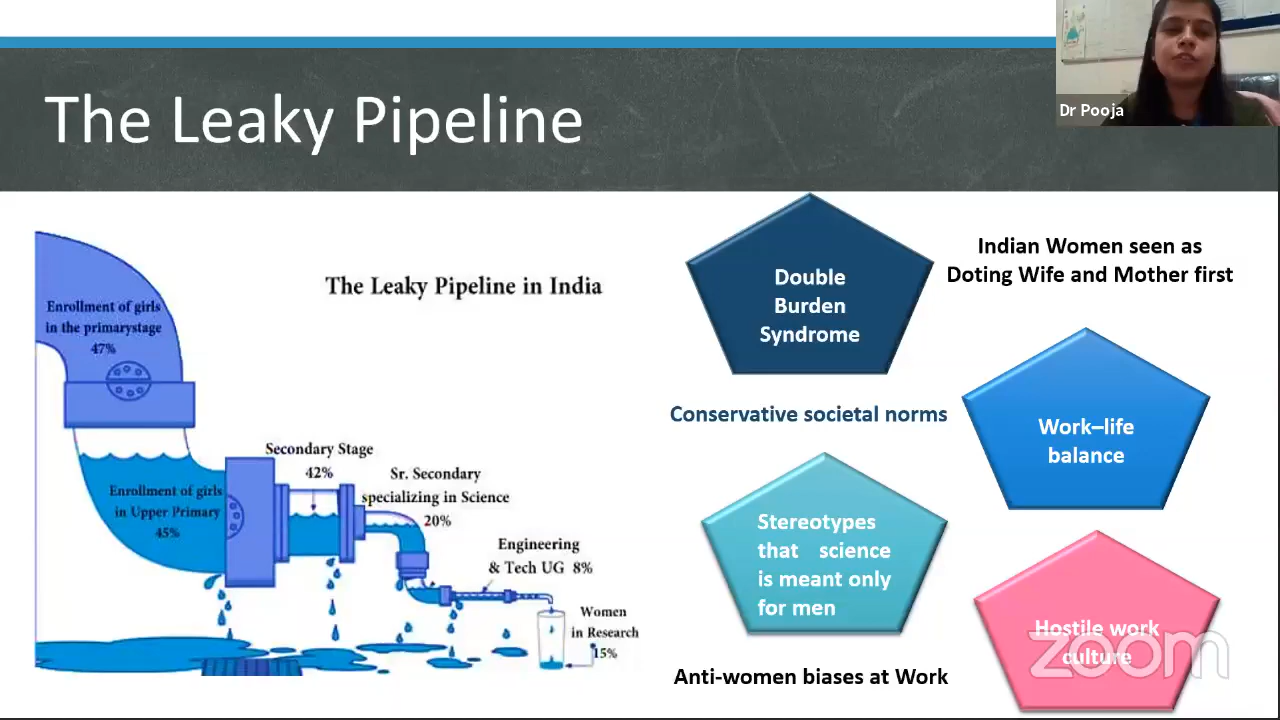 The Leaky Pipeline
Dr Pooja
The Leaky Pipeline in India
Enrollment of girls
in the primarystage
47%
Enrollment of girls
in Upper Primary
45%
Secondary Stage
42%
Sr. Secondary
specializing in Science
20%
Engineering
& Tech UG 8%
Women
in Research
15%
Double
Burden
Syndrome
Indian Women seen as
Doting Wife and Mother first
Conservative societal norms
Work–life
balance
Stereotypes
that science
is meant only
for men
Hostile work
culture
Anti-women biases at Work
zoom